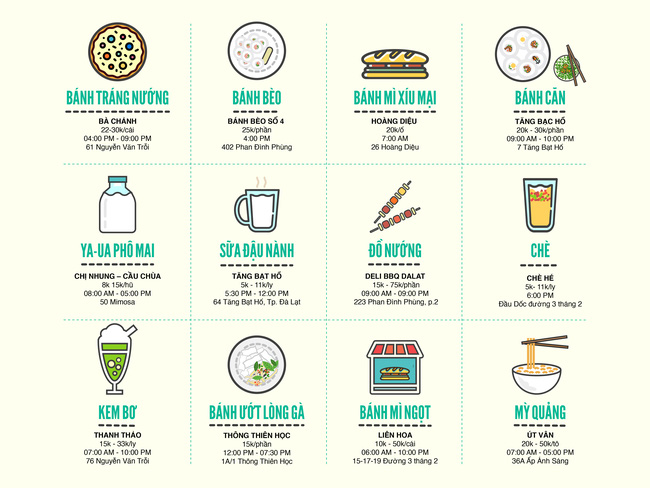 BÁNH TRÁNG NƯỚNG
BÀ CHÁNH
22-30k/cái
04:00 PM - 09:00 PM
61 Nguyễn Văn Trỗi
BÁNH BÈO
BÁNH BÈO SỐ 4
25k/phần
4:00 PM
402 Phan Đình Phùng
BÁNH MÌ XÍU MẠI
HOÀNG DIỆU
20k/ổ
7:00 AM
26 Hoàng Diệu
BÁNH CĂN
TĂNG BẠC HỔ
20k - 30k/phần
09:00 AM - 10:00 PM
7 Tăng Bạt Hổ
YA-UA PHÔ MAI
CHỊ NHUNG – CẦU CHÙA
8k 15k/hũ
08:00 AM - 05:00 PM
50 Mimosa
SỮA ĐẬU NÀNH
TĂNG BẠT HỔ
5k - 11k/ly
5:30 PM - 12:00 PM
64 Tăng Bạt Hổ, Tp. Đà Lạt
ĐỒ NƯỚNG
DELI BBQ DALAT
15k - 75k/phần
09:00 AM - 09:00 PM
223 Phan Đình Phùng, p.2
CHÈ
CHÈ HÉ
5k- 11k/ly
6:00 PM
Đầu Dốc đường 3 tháng 2
KEM BƠ
THANH THẢO
15k - 33k/ly
07:00 AM - 10:00 PM
76 Nguyễn Văn Trỗi
BÁNH ƯỚT LÒNG GÀ
THÔNG THIÊN HỌC
15k/phần
12:00 PM - 07:30 PM
1A/1 Thông Thiên Học
BÁNH MÌ NGỌT
LIÊN HOA
10k - 50k/cái
06:00 AM - 10:00 PM
15-17-19 Đường 3 tháng 2
MỲ QUẢNG
ÚT VÂN
20k - 50k/tô
07:00 AM - 05:00 PM
36A Ấp Ánh Sáng